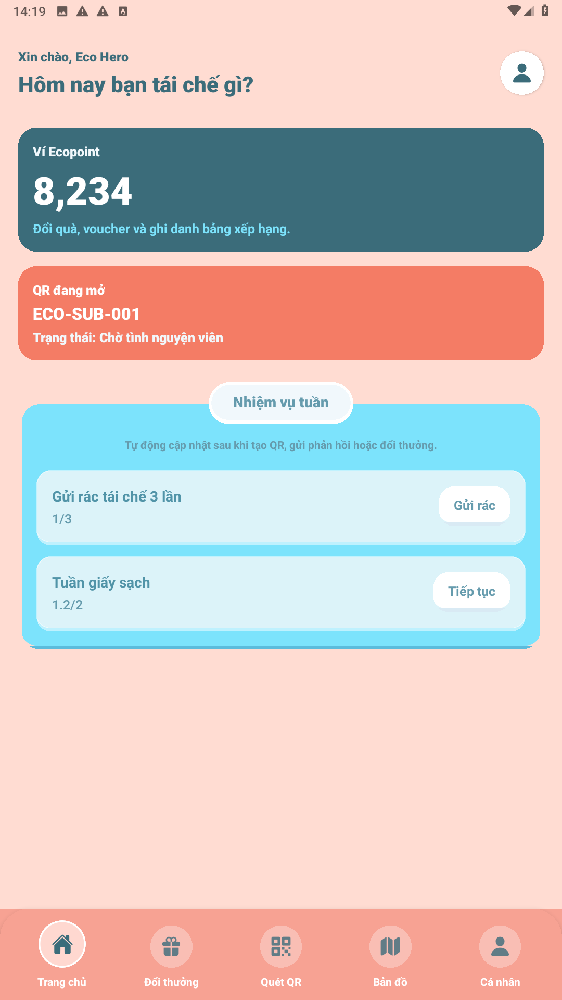 14:19
Xin chào, Eco Hero
Hôm nay bạn tái chế gì?
Ví Ecopoint
8,234
Đổi quà, voucher và ghi danh bảng xếp hạng.
QR đang mở
ECO-SUB-001
Trạng thái: Chờ tình nguyện viên
Nhiệm vụ tuần
Tự động cập nhật sau khi tạo QR, gửi phản hồi hoặc đổi thưởng.
Gửi rác tái chế 3 lần
1/3
Gửi rác
Tuần giấy sạch
1.2/2
Tiếp tục
Trang chủ
Đổi thưởng
Quét QR
Bản đồ
Cá nhân